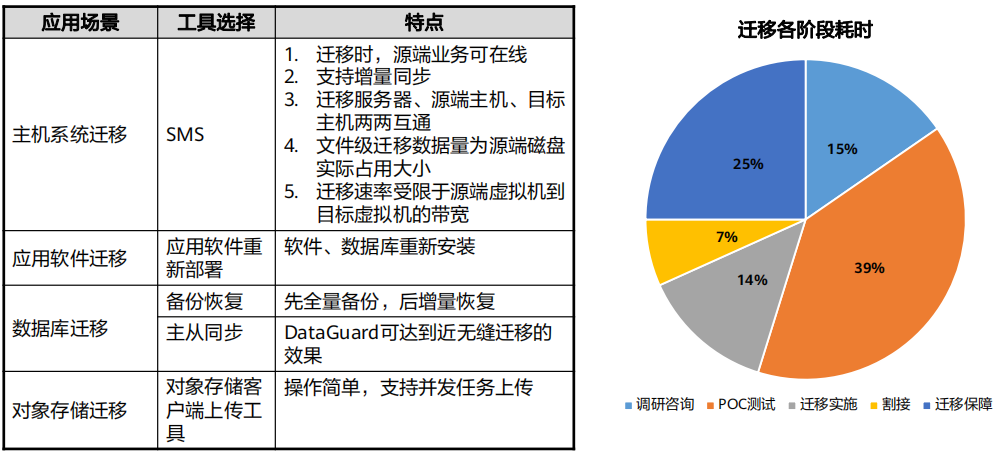 应用场景 工具选择 特点
主机系统迁移
SMS
1. 迁移时，源端业务可在线
2. 支持增量同步
3. 迁移服务器、源端主机、目标
主机两两互通
4. 文件级迁移数据量为源端磁盘
实际占用大小
5. 迁移速率受限于源端虚拟机到
目标虚拟机的带宽
应用软件迁移
应用软件重
新部署
软件、数据库重新安装
数据库迁移
备份恢复
先全量备份，后增量恢复
主从同步
DataGuard可达到近无缝迁移的
效果
对象存储迁移
对象存储客
户端上传工
具
操作简单，支持并发任务上传
迁移各阶段耗时
15%
39%
14%
7%
25%
调研咨询 POC测试 迁移实施 割接 迁移保障